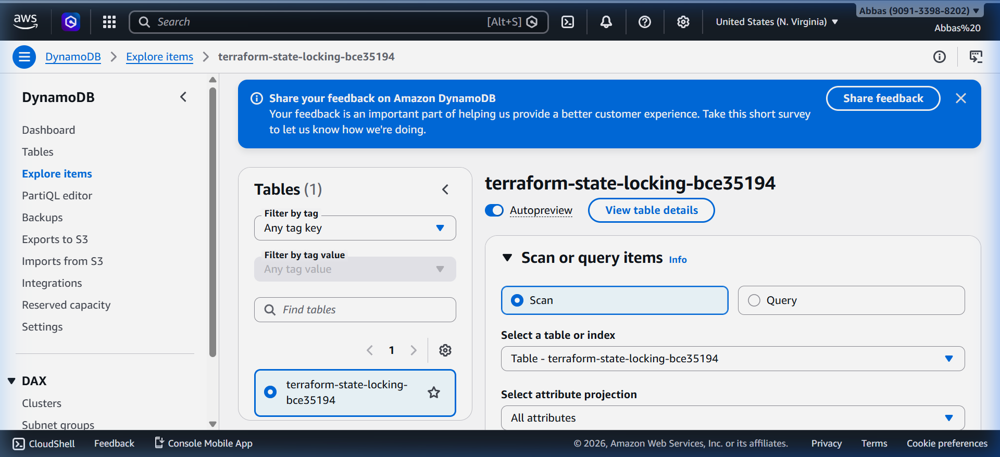 aws
Search
[Alt+S]
United States (N. Virginia)
Abbas (9091-3398-8202)
Abbas%20
DynamoDB
Explore items
terraform-state-locking-bce35194
DynamoDB
Dashboard
Tables
Explore items
PartiQL editor
Backups
Exports to S3
Imports from S3
Integrations
Reserved capacity
Settings
DAX
Clusters
Subnet groups
Share your feedback on Amazon DynamoDB
Your feedback is an important part of helping us provide a better customer experience. Take this short survey
to let us know how we're doing.
Share feedback
Tables (1)
Filter by tag
Any tag key
Filter by tag value
Any tag value
Find tables
1
terraform-state-locking-
bce35194
terraform-state-locking-bce35194
Autopreview
View table details
Scan or query items Info
Scan
Query
Select a table or index
Table - terraform-state-locking-bce35194
Select attribute projection
All attributes
CloudShell
Feedback
Console Mobile App
© 2026, Amazon Web Services, Inc. or its affiliates.
Privacy
Terms
Cookie preferences